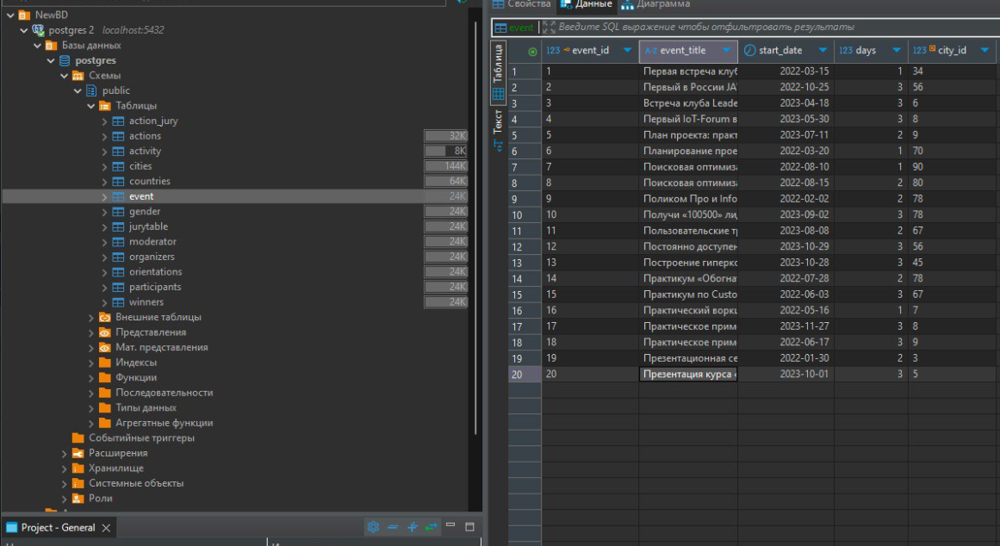 NewBD
postgres 2 localhost:5432
Базы данных
postgres
Схемы
public
Таблицы
action_jury
actions 32K
activity 8K
cities 144K
countries 64K
event 24K
gender 24K
jurytable 24K
moderator 24K
organizers 24K
orientations 24K
participants 24K
winners 24K
Внешние таблицы
Представления
Мат. представления
Индексы
Функции
Последовательности
Типы данных
Агрегатные функции
Событийные триггеры
Расширения
Хранилище
Системные объекты
Роли
Project - General
Свойства Данные Диаграмма
event Введите SQL выражение чтобы отфильтровать результаты
Таблица
Текст
123 event_id A-Z event_title start_date 123 days 123 city_id
1 1 Первая встреча клуб 2022-03-15 1 34
2 2 Первый в России JA 2022-10-25 3 56
3 3 Встреча клуба Leade 2023-04-18 3 6
4 4 Первый IoT-Forum в 2023-05-30 3 8
5 5 План проекта: практ 2023-07-11 2 9
6 6 Планирование прое 2022-03-20 1 70
7 7 Поисковая оптимиз 2022-08-10 1 90
8 8 Поисковая оптимиз 2022-08-15 2 80
9 9 Поликом Про и Info 2022-02-02 2 78
10 10 Получи «100500» ли 2023-09-02 3 78
11 11 Пользовательские т 2023-08-08 2 67
12 12 Постоянно доступен 2023-10-29 3 56
13 13 Построение гиперко 2023-10-28 3 45
14 14 Практикум «Обогна 2022-07-28 2 78
15 15 Практикум по Custo 2022-06-03 3 67
16 16 Практический ворк 2022-05-16 1 7
17 17 Практическое прим 2023-11-27 3 8
18 18 Практическое прим 2022-06-17 3 9
19 19 Презентационная се 2022-01-30 2 3
20 20 Презентация курса « 2023-10-01 3 5